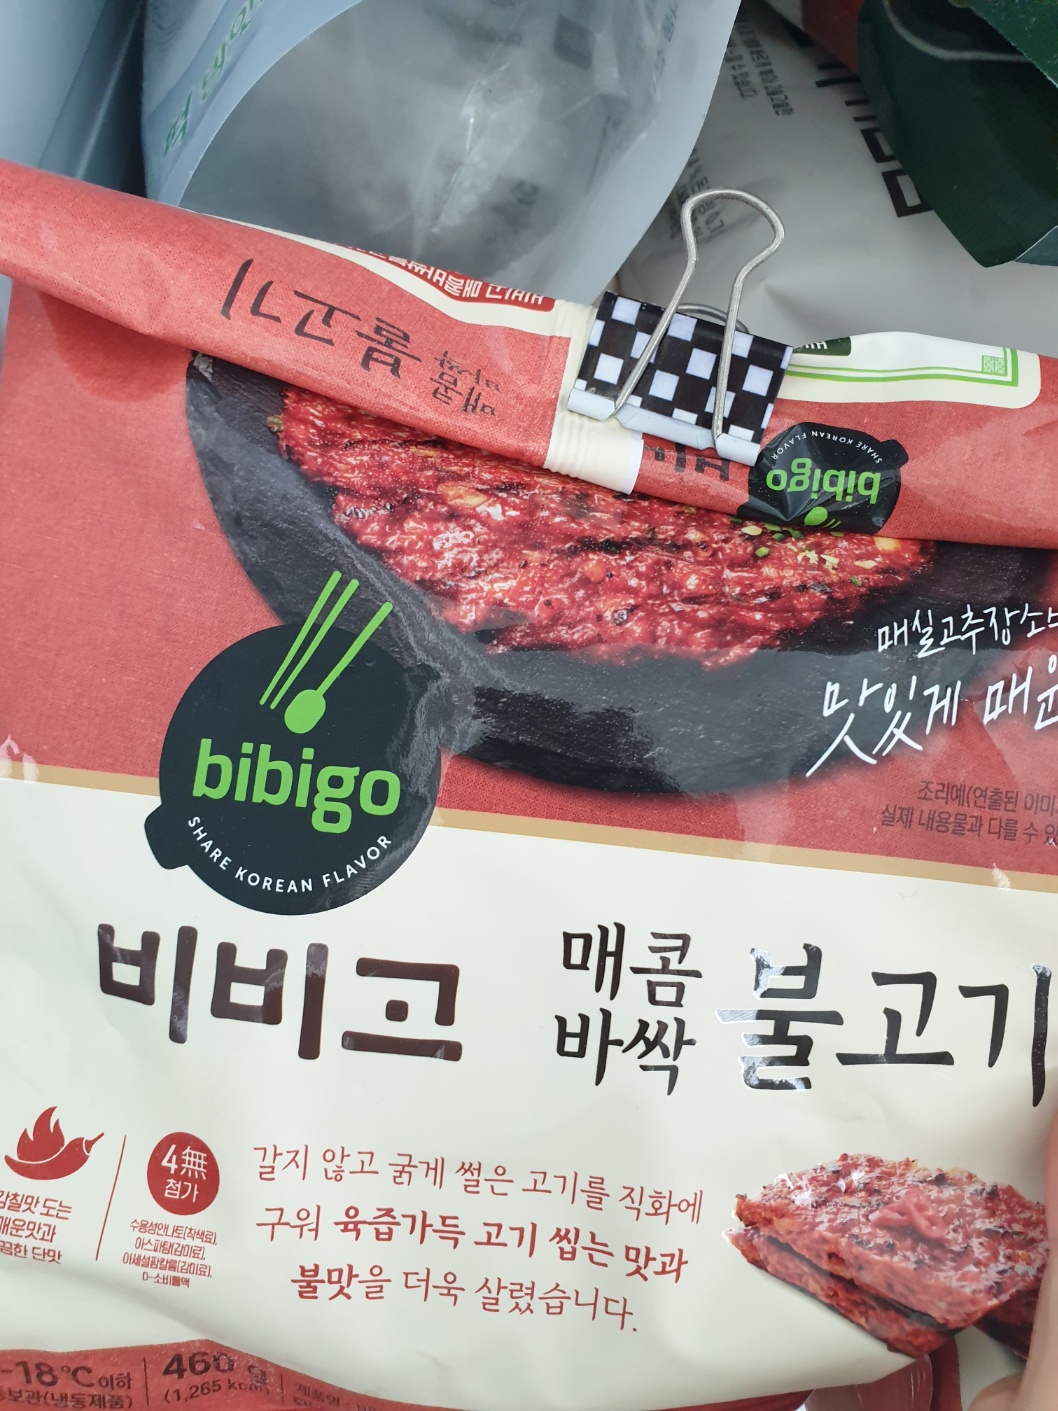 불고기
매콤
바싹
bibigo
SHARE KOREAN FLAVOR
매실고추장소
맛있게
조리예(연출된 이미
실제 내용물과 다를 수
bibigo
SHARE KOREAN FLAVOR
비비고
매콤
바싹
불고기
4無
첨가
감칠맛 도는
매운맛과
단맛
수용성안나토(착색료),
아스파탐(감미료),
아세설팜칼륨(감미료),
D-소비톨액
갈지 않고 굵게 썰은 고기를 직화에
구워 육즙가득 고기 씹는 맛과
불맛을 더욱 살렸습니다.
-18℃ 이하
보관(냉동제품)
460
(1,265 kcal)